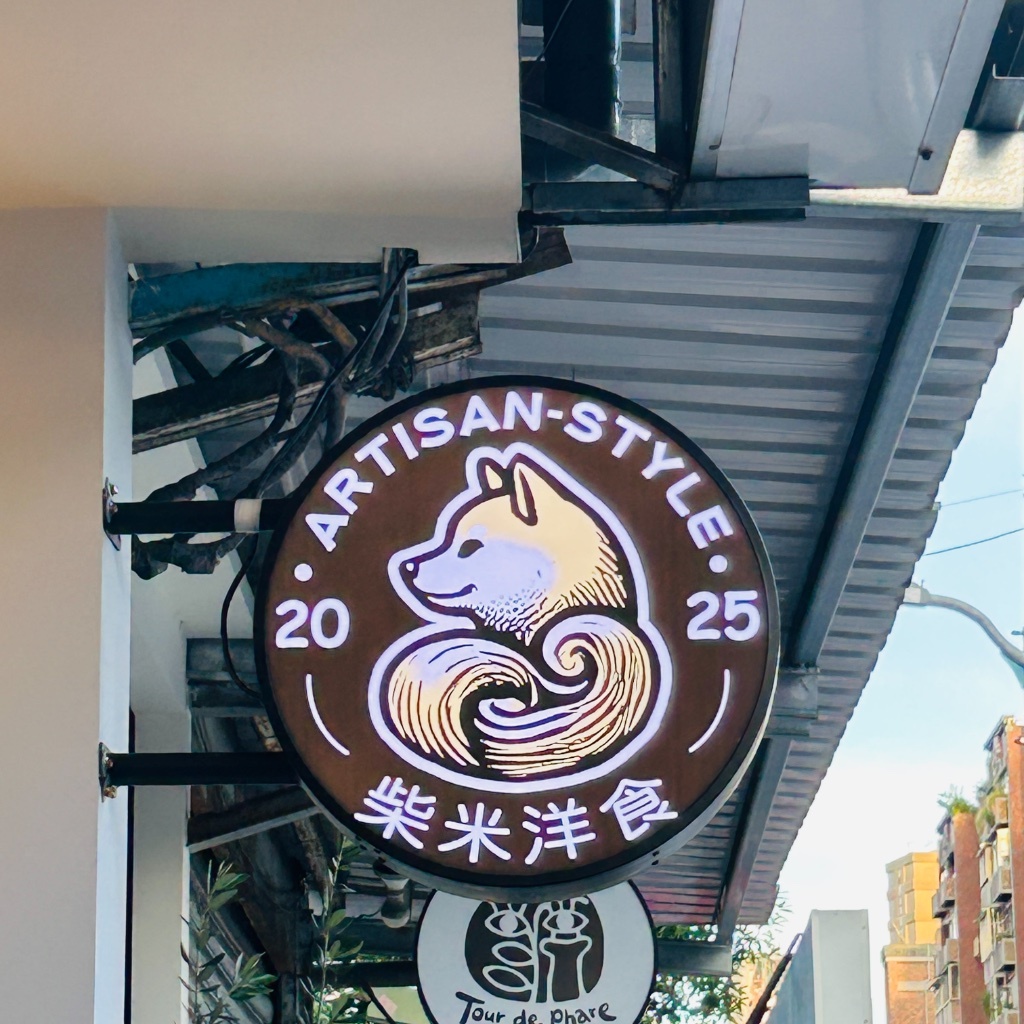 · ARTISAN-STYLE ·
20 25
柴米洋食
Tour de Phare